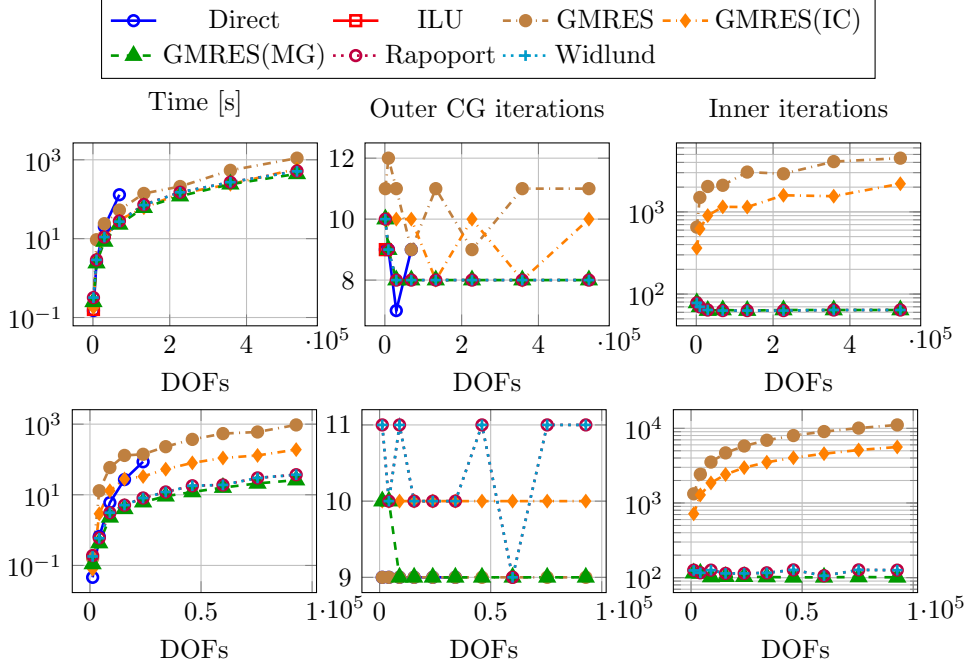 Direct ILU GMRES GMRES(IC)
GMRES(MG) Rapoport Widlund
Time [s] Outer CG iterations Inner iterations
10^3
10^1
10^−1
0 2 4
·10^5
DOFs
12
10
8
0 2 4
·10^5
DOFs
10^3
10^2
0 2 4
·10^5
DOFs
10^3
10^1
10^−1
0 0.5 1
·10^5
DOFs
11
10
9
0 0.5 1
·10^5
DOFs
10^4
10^3
10^2
0 0.5 1
·10^5
DOFs